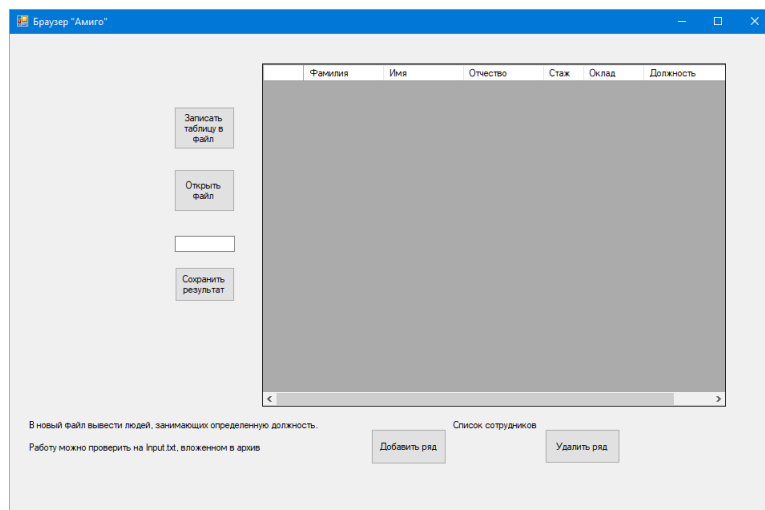 Браузер "Амиго"
Фамилия Имя Отчество Стаж Оклад Должность
Записать
таблицу в
файл
Открыть
файл
Сохранить
результат
В новый файл вывести людей, занимающих определенную должность.
Список сотрудников
Работу можно проверить на Input.txt, вложенном в архив
Добавить ряд
Удалить ряд